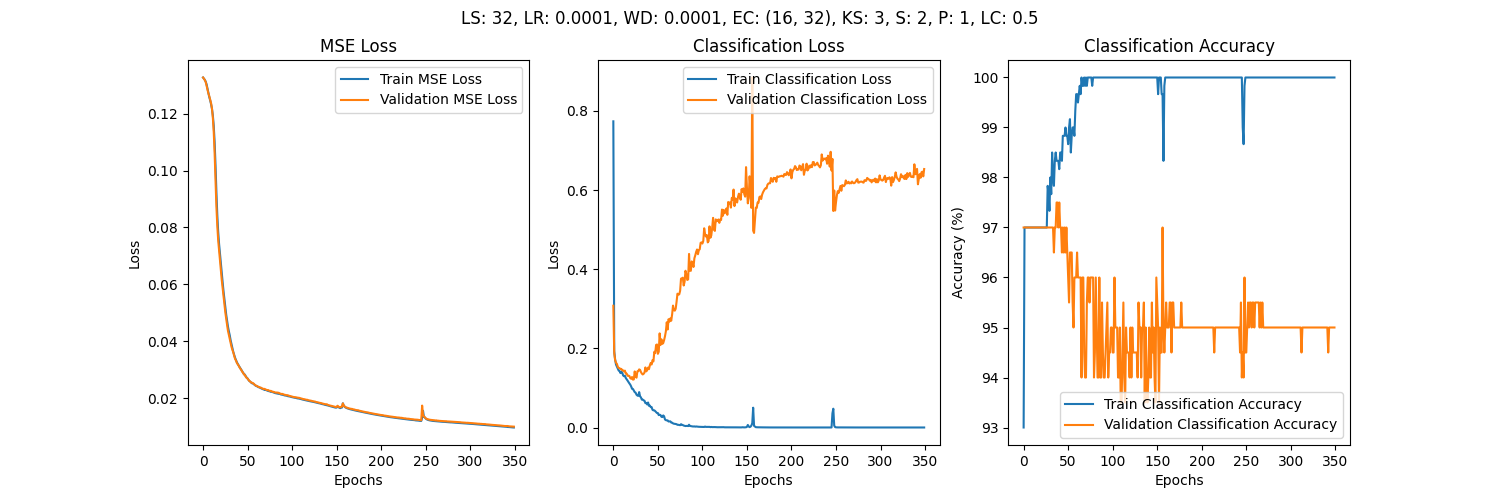 LS: 32, LR: 0.0001, WD: 0.0001, EC: (16, 32), KS: 3, S: 2, P: 1, LC: 0.5
MSE Loss
Train MSE Loss
Validation MSE Loss
0.12
0.10
0.08
0.06
0.04
0.02
Loss
0 50 100 150 200 250 300 350
Epochs
Classification Loss
Train Classification Loss
Validation Classification Loss
0.8
0.6
0.4
0.2
0.0
Loss
0 50 100 150 200 250 300 350
Epochs
Classification Accuracy
100
99
98
97
96
95
94
93
Accuracy (%)
Train Classification Accuracy
Validation Classification Accuracy
0 50 100 150 200 250 300 350
Epochs